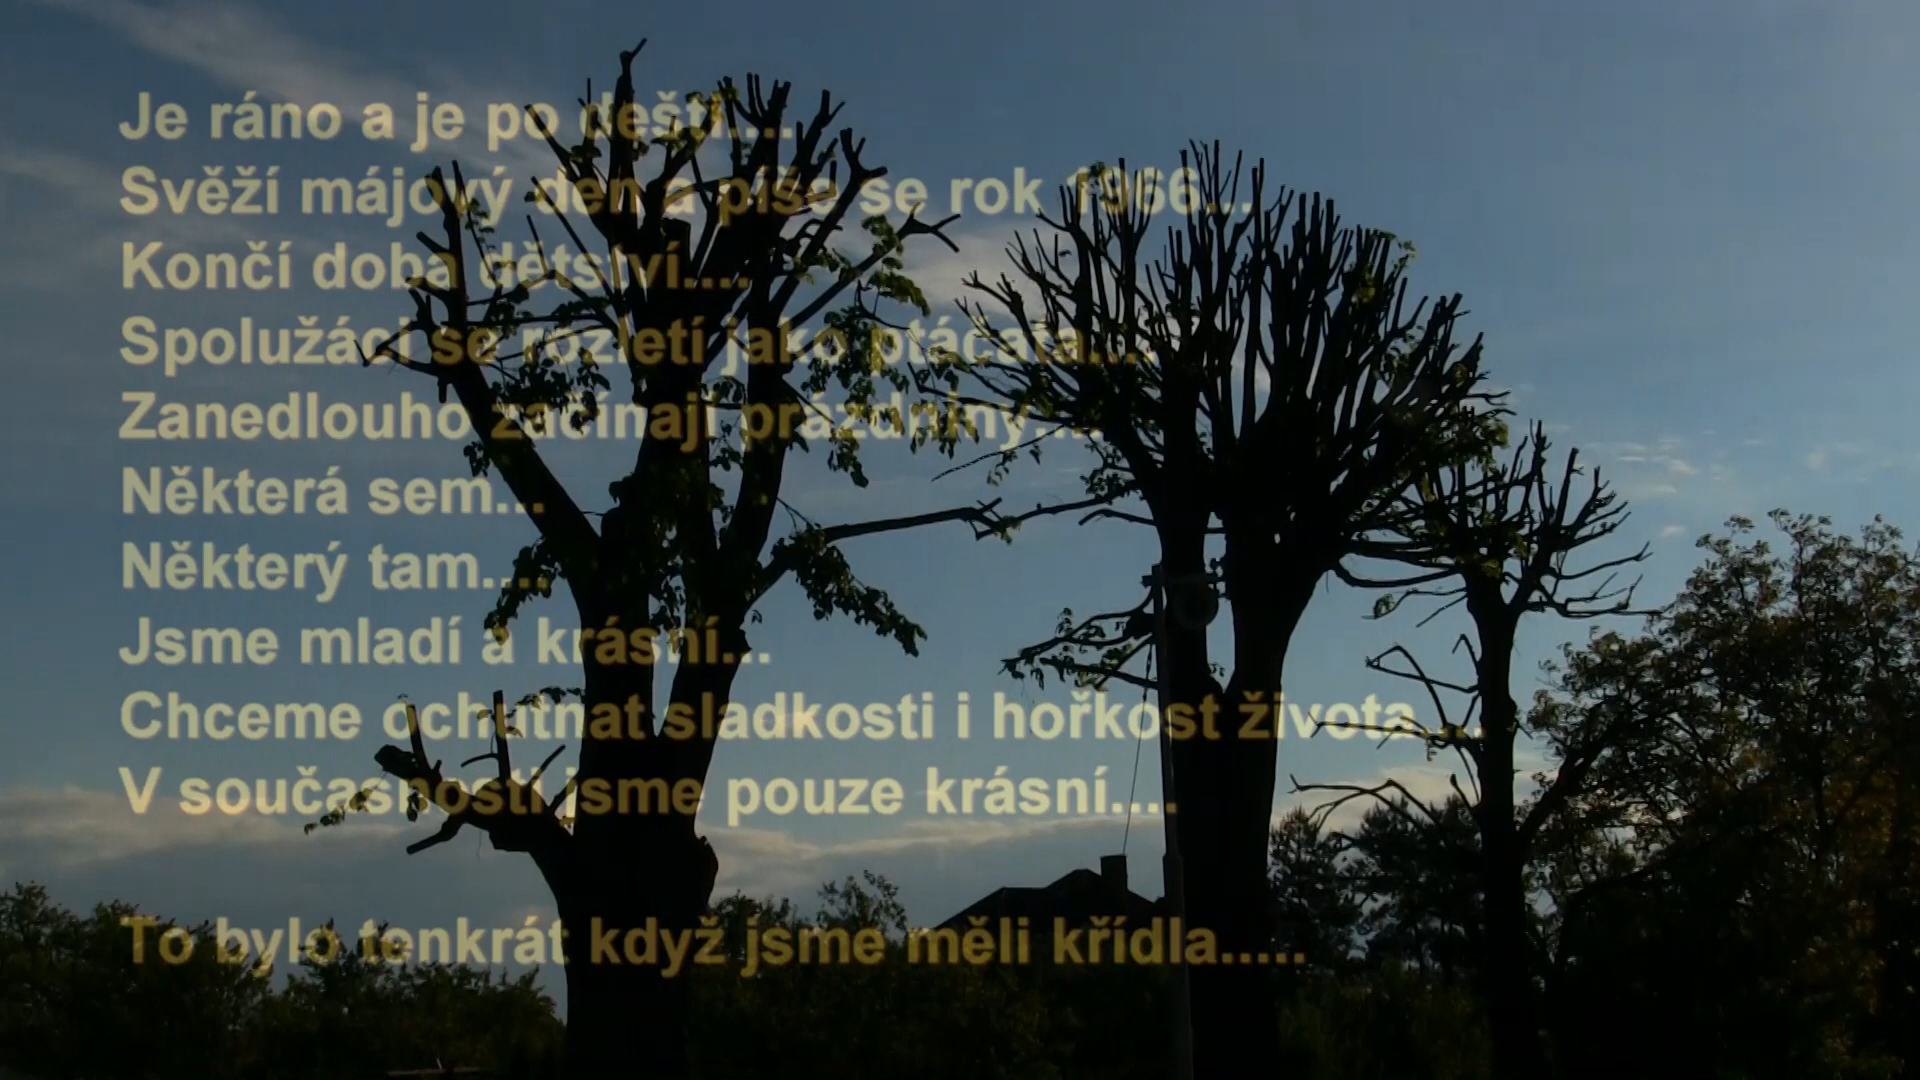 Je ráno a je po dešti....
Svěží májový den a píše se rok 1966...
Končí doba dětství....
Spolužáci se rozletí jako ptáčata....
Zanedlouho začínají prázdniny....
Některá sem...
Některý tam....
Jsme mladí a krásní...
Chceme ochutnat sladkosti i hořkost života....
V současnosti jsme pouze krásní....
To bylo tenkrát když jsme měli křídla.....